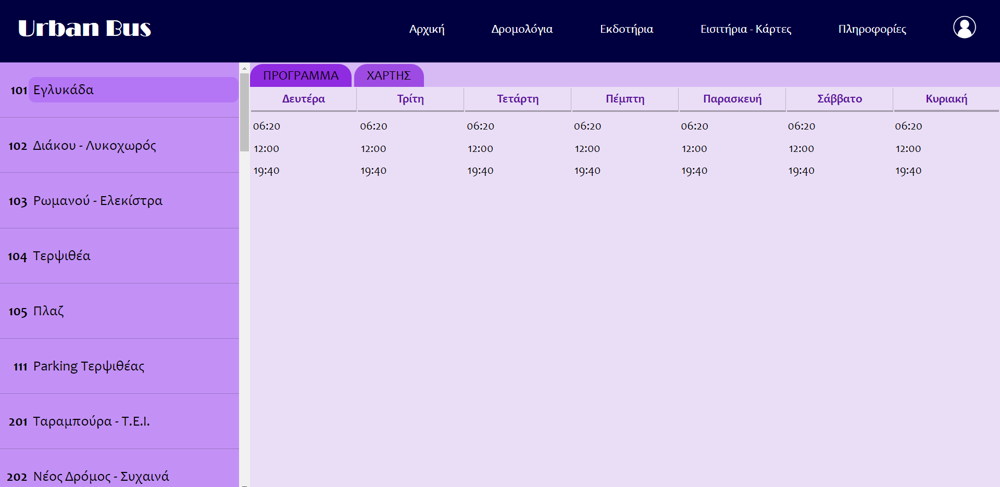 Urban Bus
Αρχική Δρομολόγια Εκδοτήρια Εισιτήρια - Κάρτες Πληροφορίες
101 Εγλυκάδα
102 Διάκου - Λυκοχωρός
103 Ρωμανού - Ελεκίστρα
104 Τερψιθέα
105 Πλαζ
111 Parking Τερψιθέας
201 Ταραμπούρα - Τ.Ε.Ι.
202 Νέος Δρόμος - Συχαινά
ΠΡΟΓΡΑΜΜΑ ΧΑΡΤΗΣ
Δευτέρα Τρίτη Τετάρτη Πέμπτη Παρασκευή Σάββατο Κυριακή
06:20 06:20 06:20 06:20 06:20 06:20 06:20
12:00 12:00 12:00 12:00 12:00 12:00 12:00
19:40 19:40 19:40 19:40 19:40 19:40 19:40